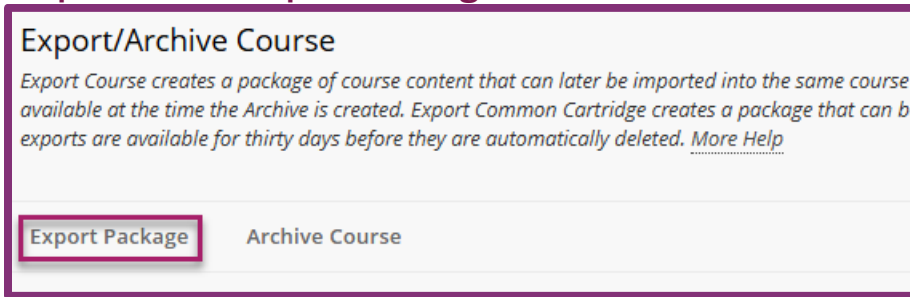 Export/Archive Course
Export Course creates a package of course content that can later be imported into the same course
available at the time the Archive is created. Export Common Cartridge creates a package that can b
exports are available for thirty days before they are automatically deleted. More Help
Export Package Archive Course